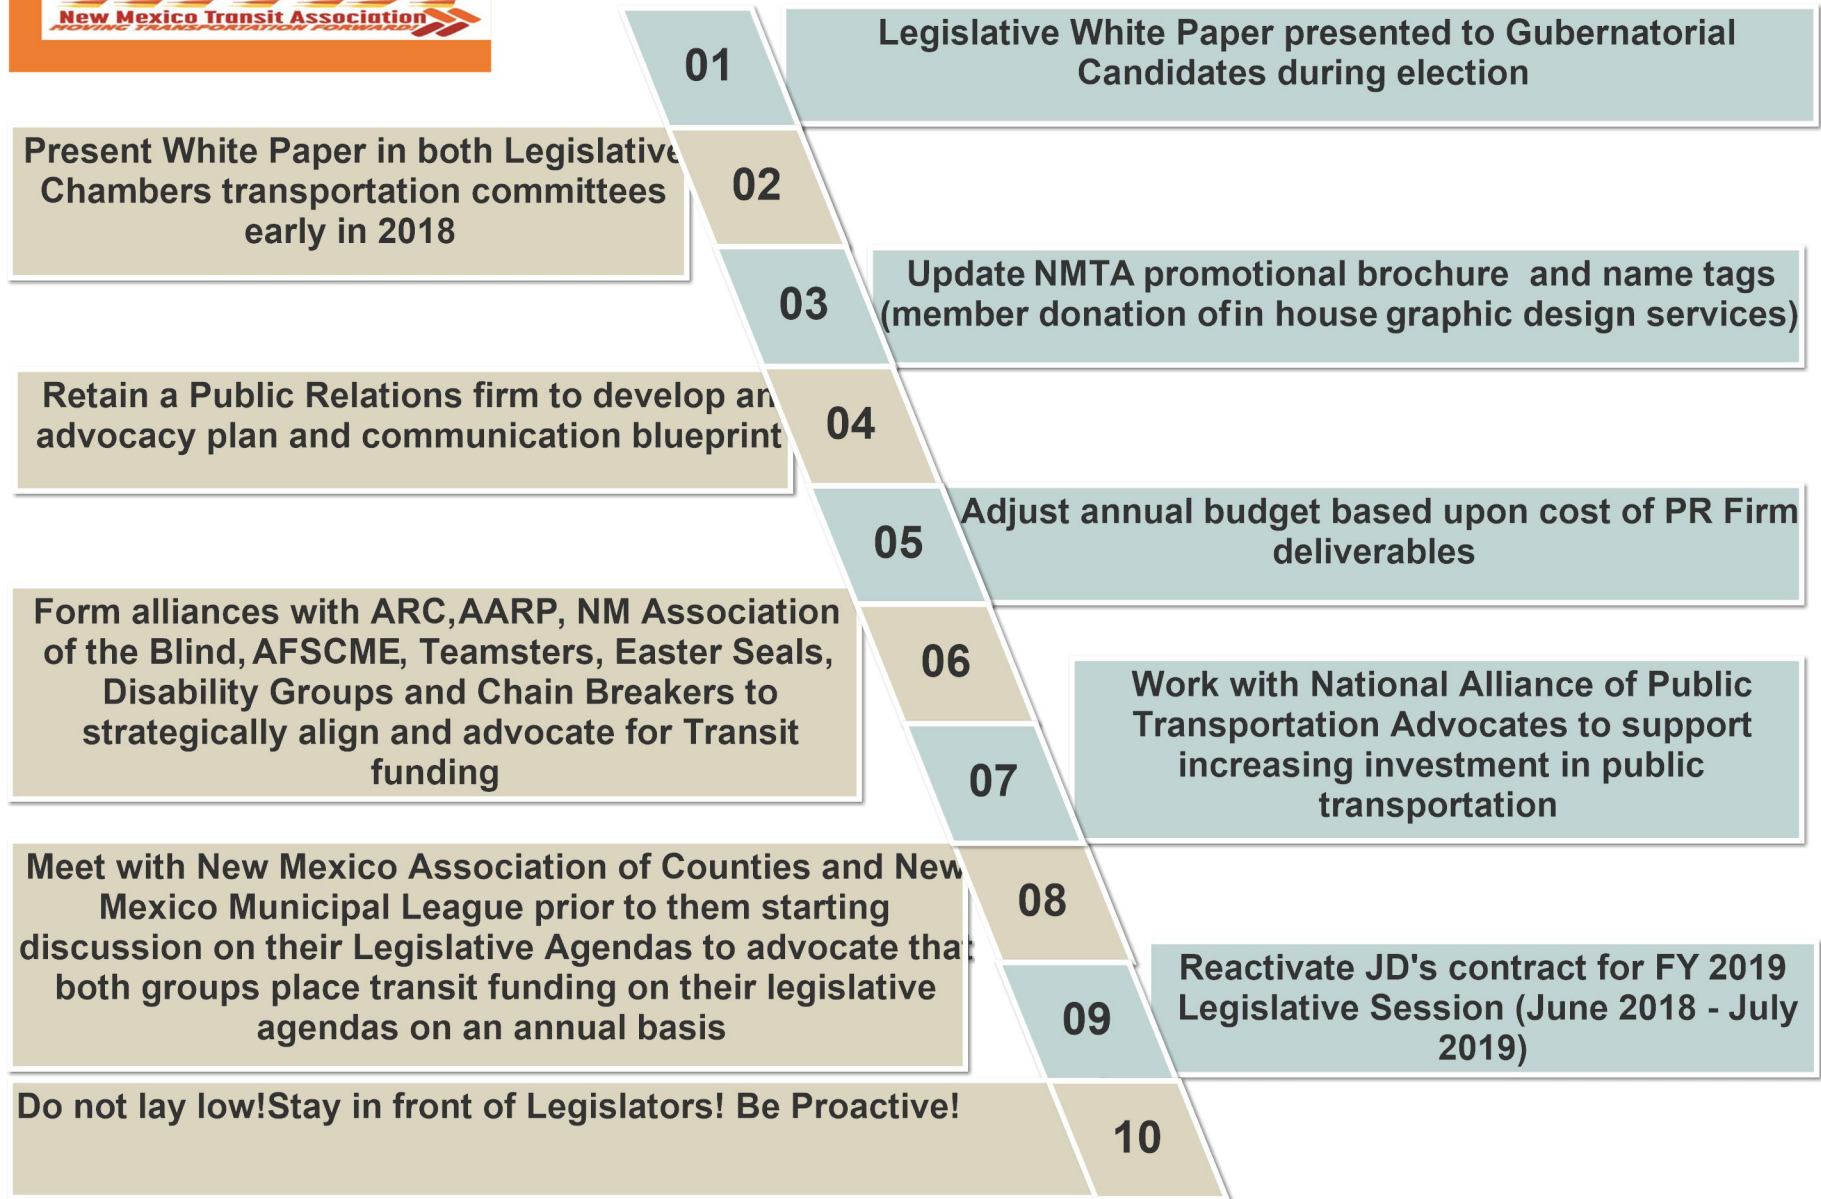 New Mexico Transit Association
MOVING TRANSPORTATION FORWARD
01
Legislative White Paper presented to Gubernatorial
Candidates during election
02
Present White Paper in both Legislative
Chambers transportation committees
early in 2018
03
Update NMTA promotional brochure and name tags
(member donation ofin house graphic design services)
04
Retain a Public Relations firm to develop an
advocacy plan and communication blueprint
05
Adjust annual budget based upon cost of PR Firm
deliverables
06
Form alliances with ARC,AARP, NM Association
of the Blind, AFSCME, Teamsters, Easter Seals,
Disability Groups and Chain Breakers to
strategically align and advocate for Transit
funding
07
Work with National Alliance of Public
Transportation Advocates to support
increasing investment in public
transportation
08
Meet with New Mexico Association of Counties and New
Mexico Municipal League prior to them starting
discussion on their Legislative Agendas to advocate that
both groups place transit funding on their legislative
agendas on an annual basis
09
Reactivate JD's contract for FY 2019
Legislative Session (June 2018 - July
2019)
10
Do not lay low!Stay in front of Legislators! Be Proactive!